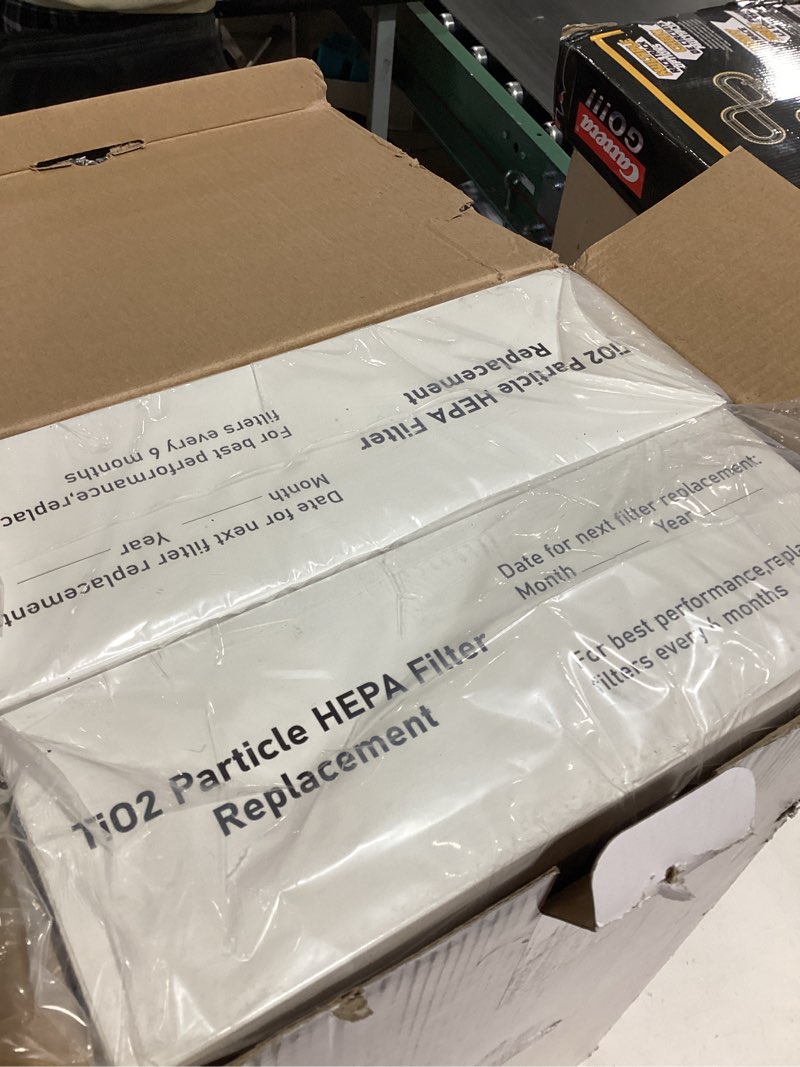 Carrera
GO!!!
TiO2 Particle HEPA Filter
Replacement
For best performance,replac
filters every 6 months
Date for next filter replacement:
Month Year
Date for next filter replacement:
Month Year
For best performance,repla
filters every 6 months
TiO2 Particle HEPA Filter
Replacement